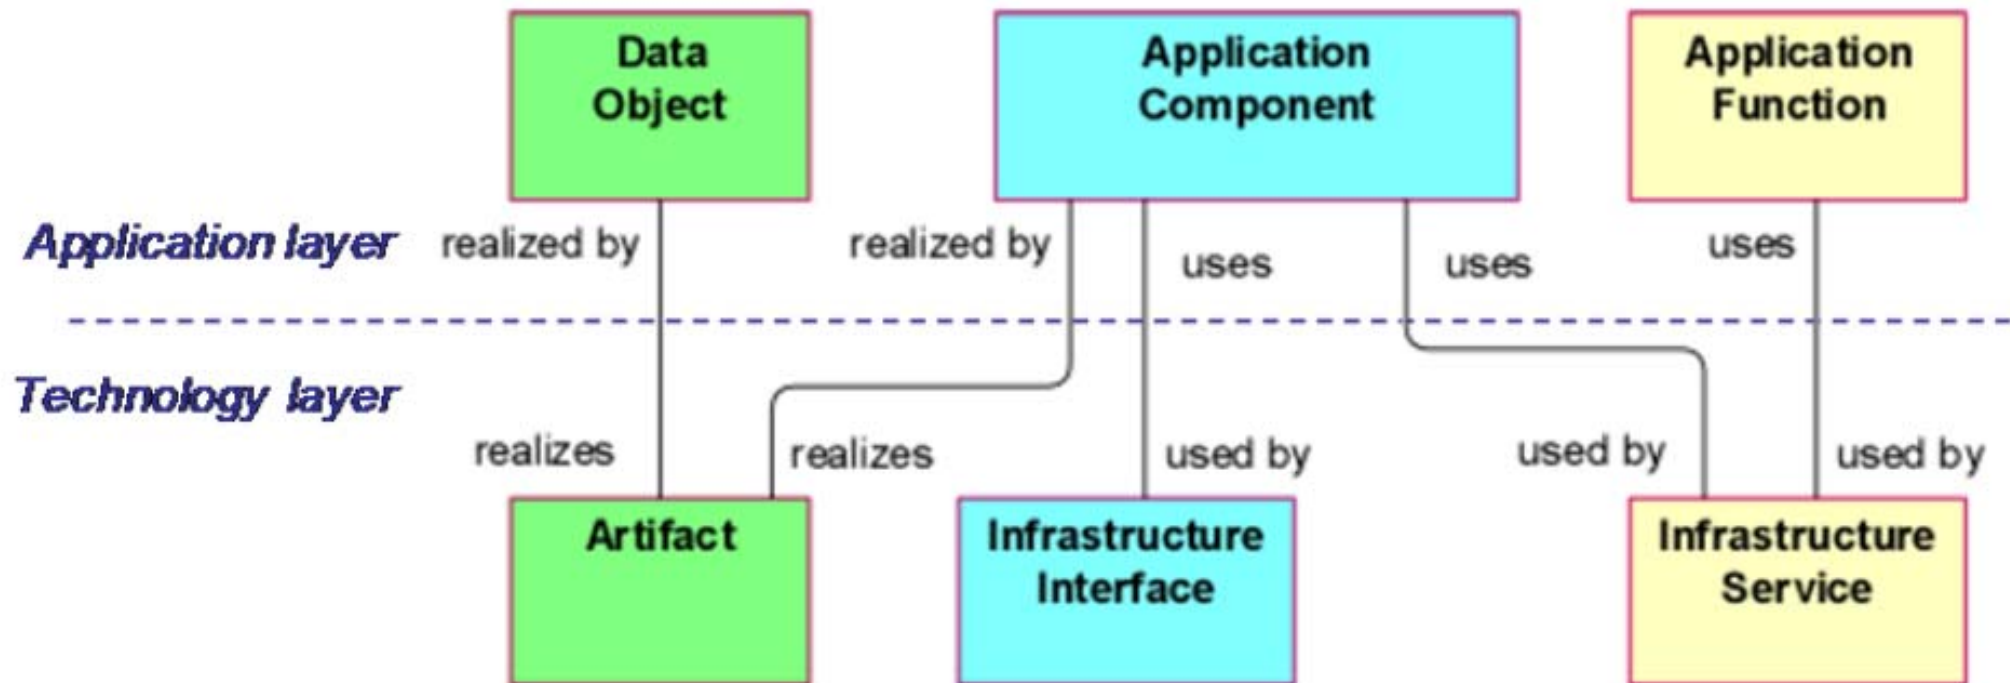 Data
Object
Application
Component
Application
Function
Application layer
realized by
realized by
uses
uses
uses
Technology layer
realizes
realizes
used by
used by
used by
Artifact
Infrastructure
Interface
Infrastructure
Service